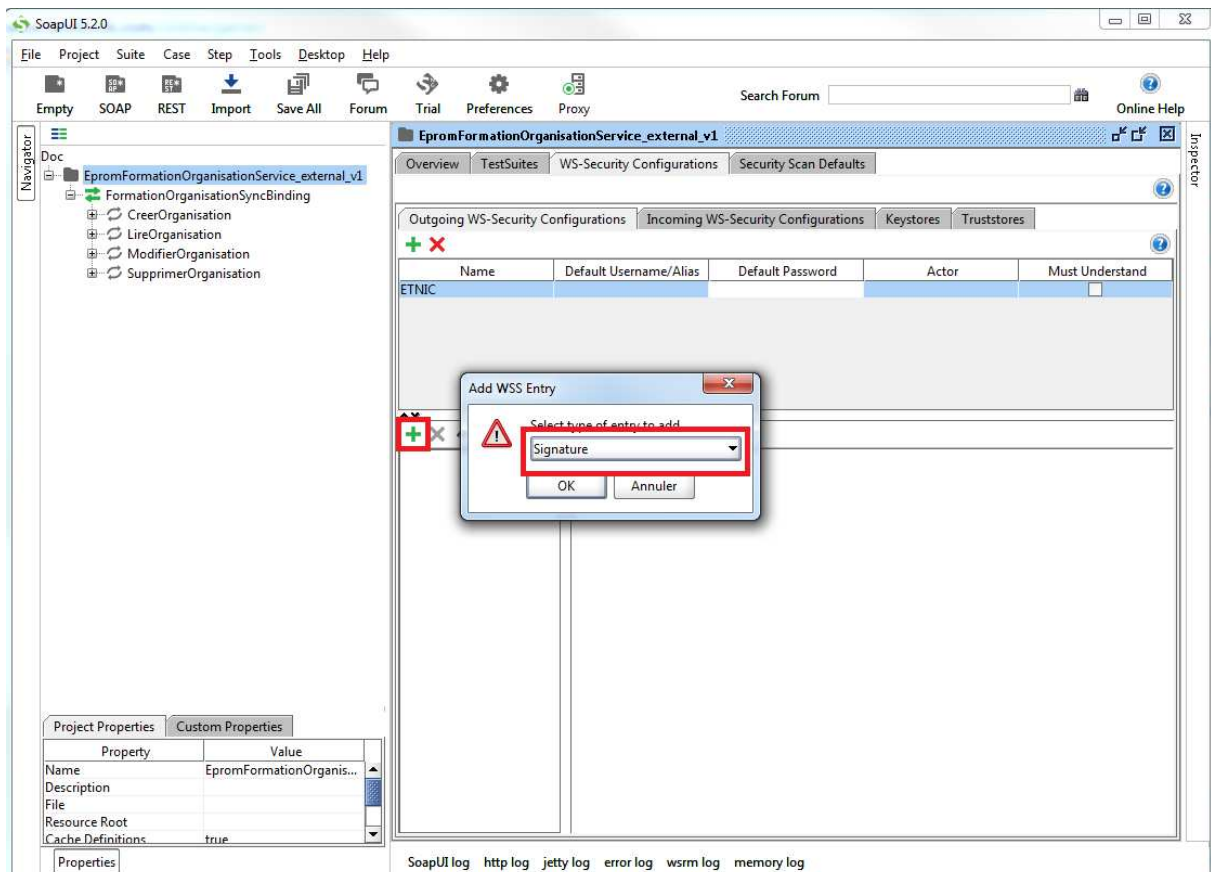 SoapUI 5.2.0
File Project Suite Case Step Tools Desktop Help
Empty SOAP REST Import Save All Forum Trial Preferences Proxy Search Forum Online Help
Navigator
Doc
EpromFormationOrganisationService_external_v1
FormationOrganisationSyncBinding
CreerOrganisation
LireOrganisation
ModifierOrganisation
SupprimerOrganisation
Project Properties Custom Properties
Property Value
Name EpromFormationOrganis...
Description
File
Resource Root
Cache Definitions true
Properties
EpromFormationOrganisationService_external_v1
Overview TestSuites WS-Security Configurations Security Scan Defaults
Outgoing WS-Security Configurations Incoming WS-Security Configurations Keystores Truststores
Name Default Username/Alias Default Password Actor Must Understand
ETNIC
Add WSS Entry
Select type of entry to add
Signature
OK Annuler
SoapUI log http log jetty log error log wsrm log memory log
Inspector